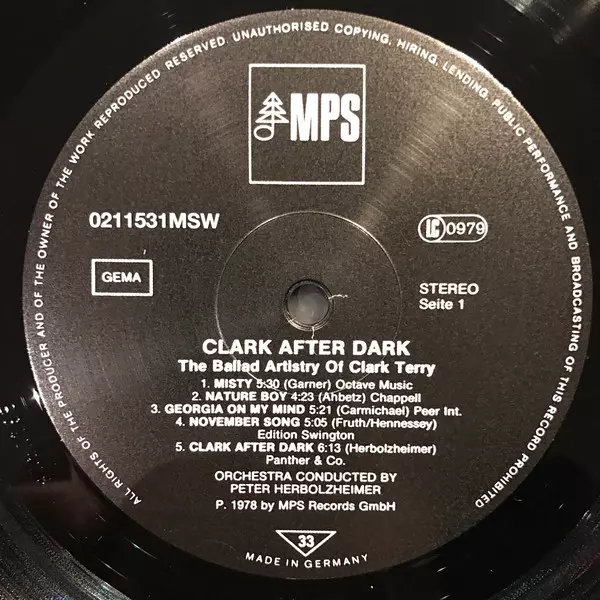 ALL RIGHTS OF THE PRODUCER AND OF THE OWNER OF THE WORK REPRODUCED RESERVED. UNAUTHORISED COPYING, HIRING, LENDING, PUBLIC PERFORMANCE AND BROADCASTING OF THIS RECORD PROHIBITED
MPS
0211531MSW
LC 0979
GEMA
STEREO
Seite 1
CLARK AFTER DARK
The Ballad Artistry Of Clark Terry
1. MISTY 5:30 (Garner) Octave Music
2. NATURE BOY 4:23 (Ahbetz) Chappell
3. GEORGIA ON MY MIND 5:21 (Carmichael) Peer Int.
4. NOVEMBER SONG 5:05 (Fruth/Hennessey)
Edition Swington
5. CLARK AFTER DARK 6:13 (Herbolzheimer)
Panther & Co.
ORCHESTRA CONDUCTED BY
PETER HERBOLZHEIMER
P. 1978 by MPS Records GmbH
33
MADE IN GERMANY